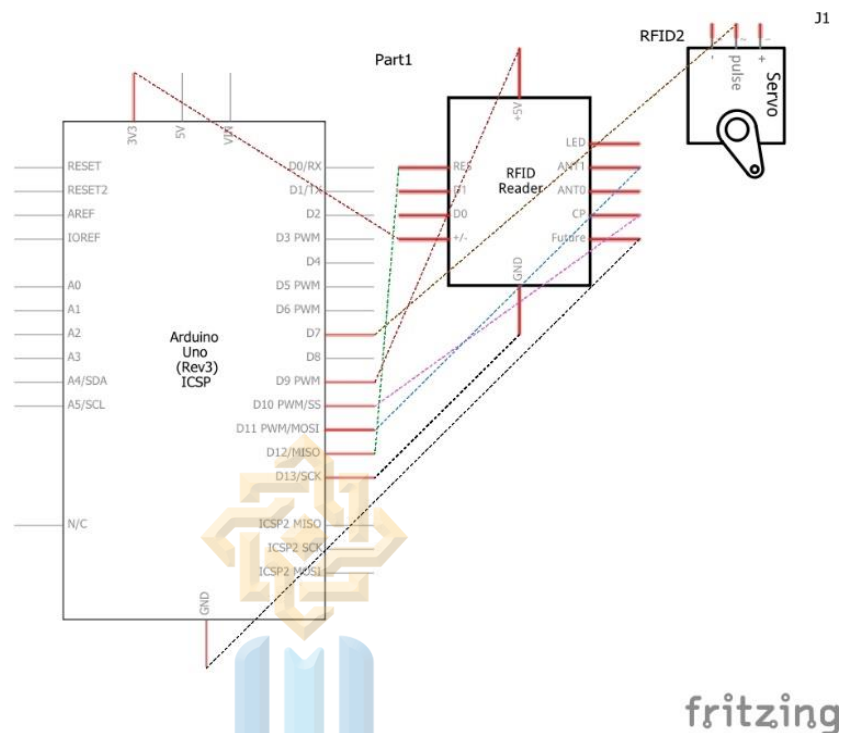 J1
RFID2
Part1
- pulse +
Servo
3V3
5V
VIN
RESET
RESET2
AREF
IOREF
A0
A1
A2
A3
A4/SDA
A5/SCL
N/C
Arduino
Uno
(Rev3)
ICSP
D0/RX
D1/TX
D2
D3 PWM
D4
D5 PWM
D6 PWM
D7
D8
D9 PWM
D10 PWM/SS
D11 PWM/MOSI
D12/MISO
D13/SCK
ICSP2 MISO
ICSP2 SCK
ICSP2 MOSI
GND
+5V
RES
D1
D0
+/-
RFID
Reader
LED
ANT1
ANT0
CP
Future
GND
fritzing